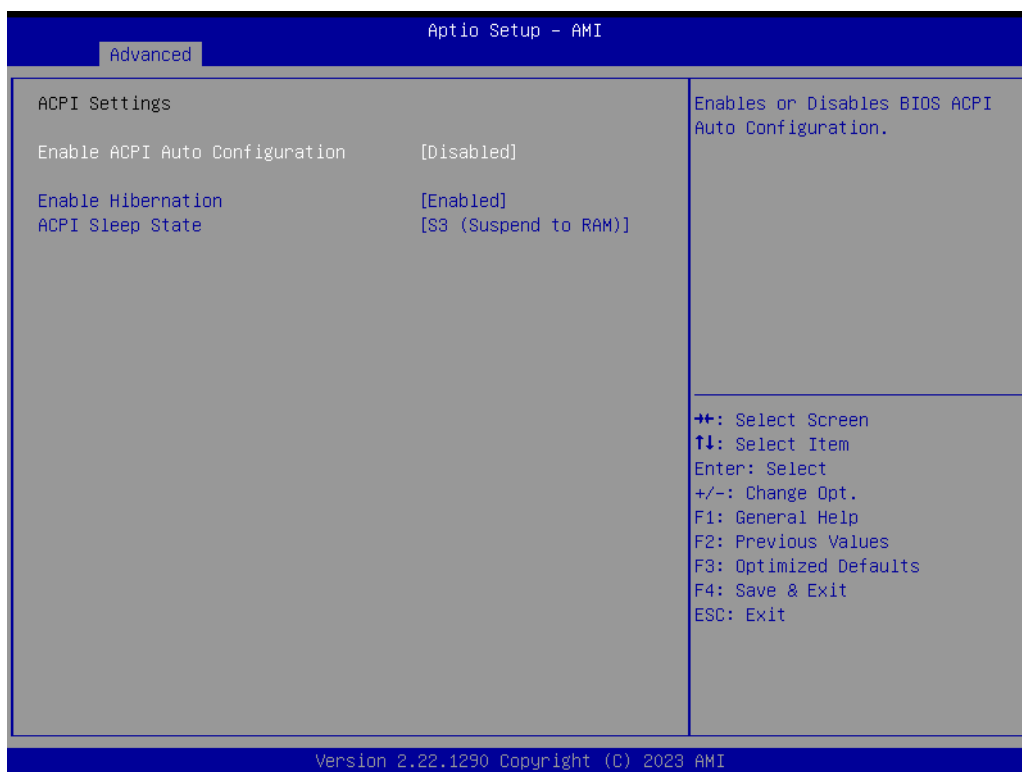 Aptio Setup – AMI
Advanced
ACPI Settings
Enable ACPI Auto Configuration [Disabled]
Enable Hibernation [Enabled]
ACPI Sleep State [S3 (Suspend to RAM)]
Enables or Disables BIOS ACPI
Auto Configuration.
→←: Select Screen
↑↓: Select Item
Enter: Select
+/-: Change Opt.
F1: General Help
F2: Previous Values
F3: Optimized Defaults
F4: Save & Exit
ESC: Exit
Version 2.22.1290 Copyright (C) 2023 AMI